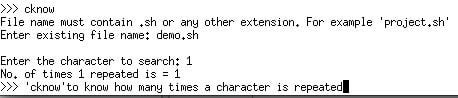 >>> cknow
File name must contain .sh or any other extension. For example 'project.sh'
Enter existing file name: demo.sh
Enter the character to search: 1
No. of times 1 repeated is = 1
>>> 'cknow'to know how many times a character is repeated